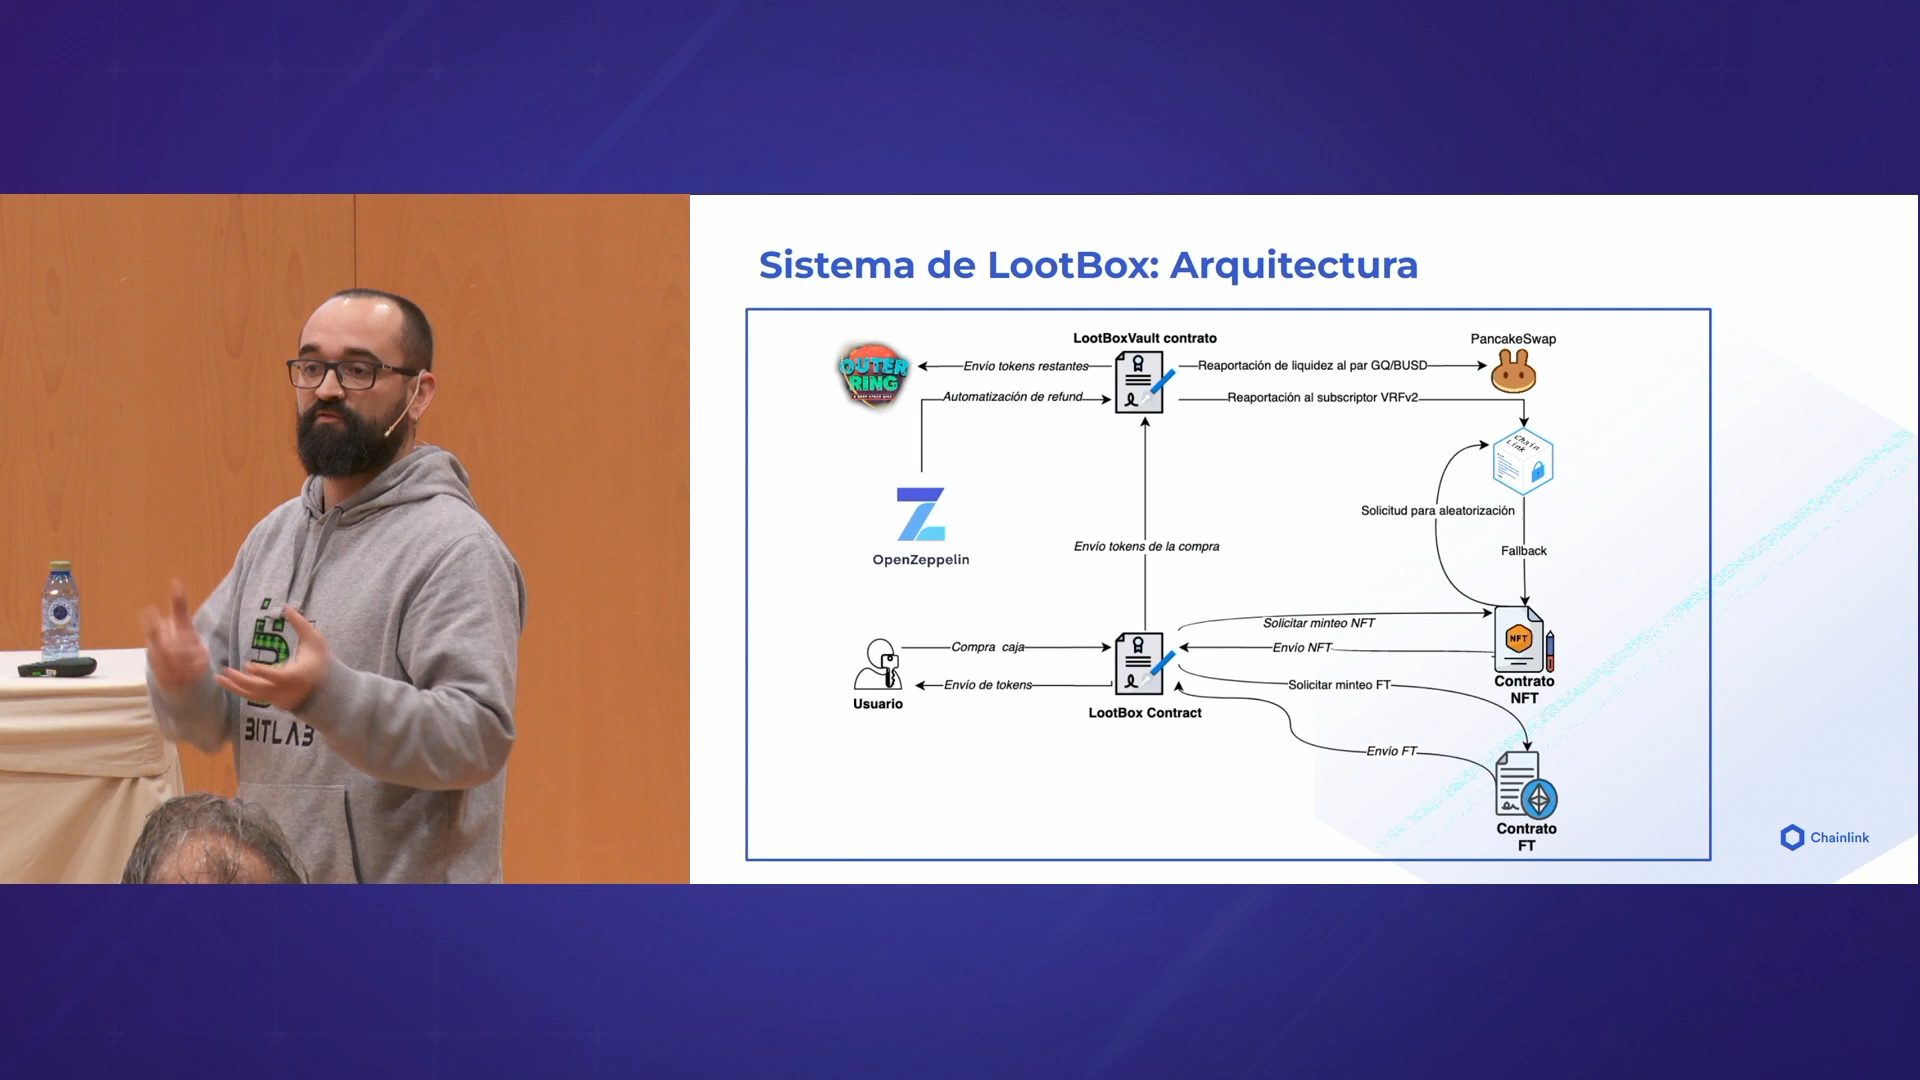 Sistema de LootBox: Arquitectura
LootBoxVault contrato
PancakeSwap
OUTER
RING
Envío tokens restantes
Reaportación de liquidez al par GQ/BUSD
Automatización de refund
Reaportación al subscriptor VRFv2
Chain
Link
Solicitud para aleatorización
OpenZeppelin
Envío tokens de la compra
Fallback
Solicitar minteo NFT
NFT
Compra caja
Envío NFT
Envío de tokens
Solicitar minteo FT
Usuario
LootBox Contract
Contrato
NFT
Envío FT
Contrato
FT
Chainlink
BITLAB